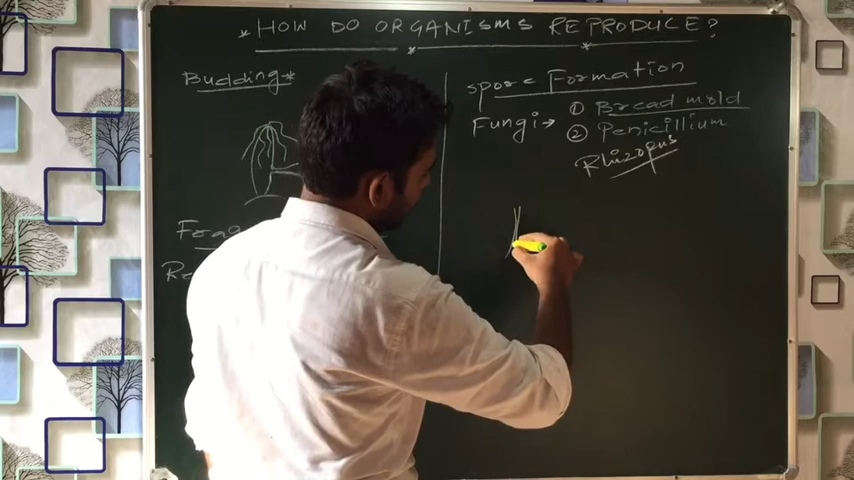 * HOW DO ORGANISMS REPRODUCE?
Budding *
Spore Formation
Fungi → ① Bread mold
② Penicillium
Rhizopus